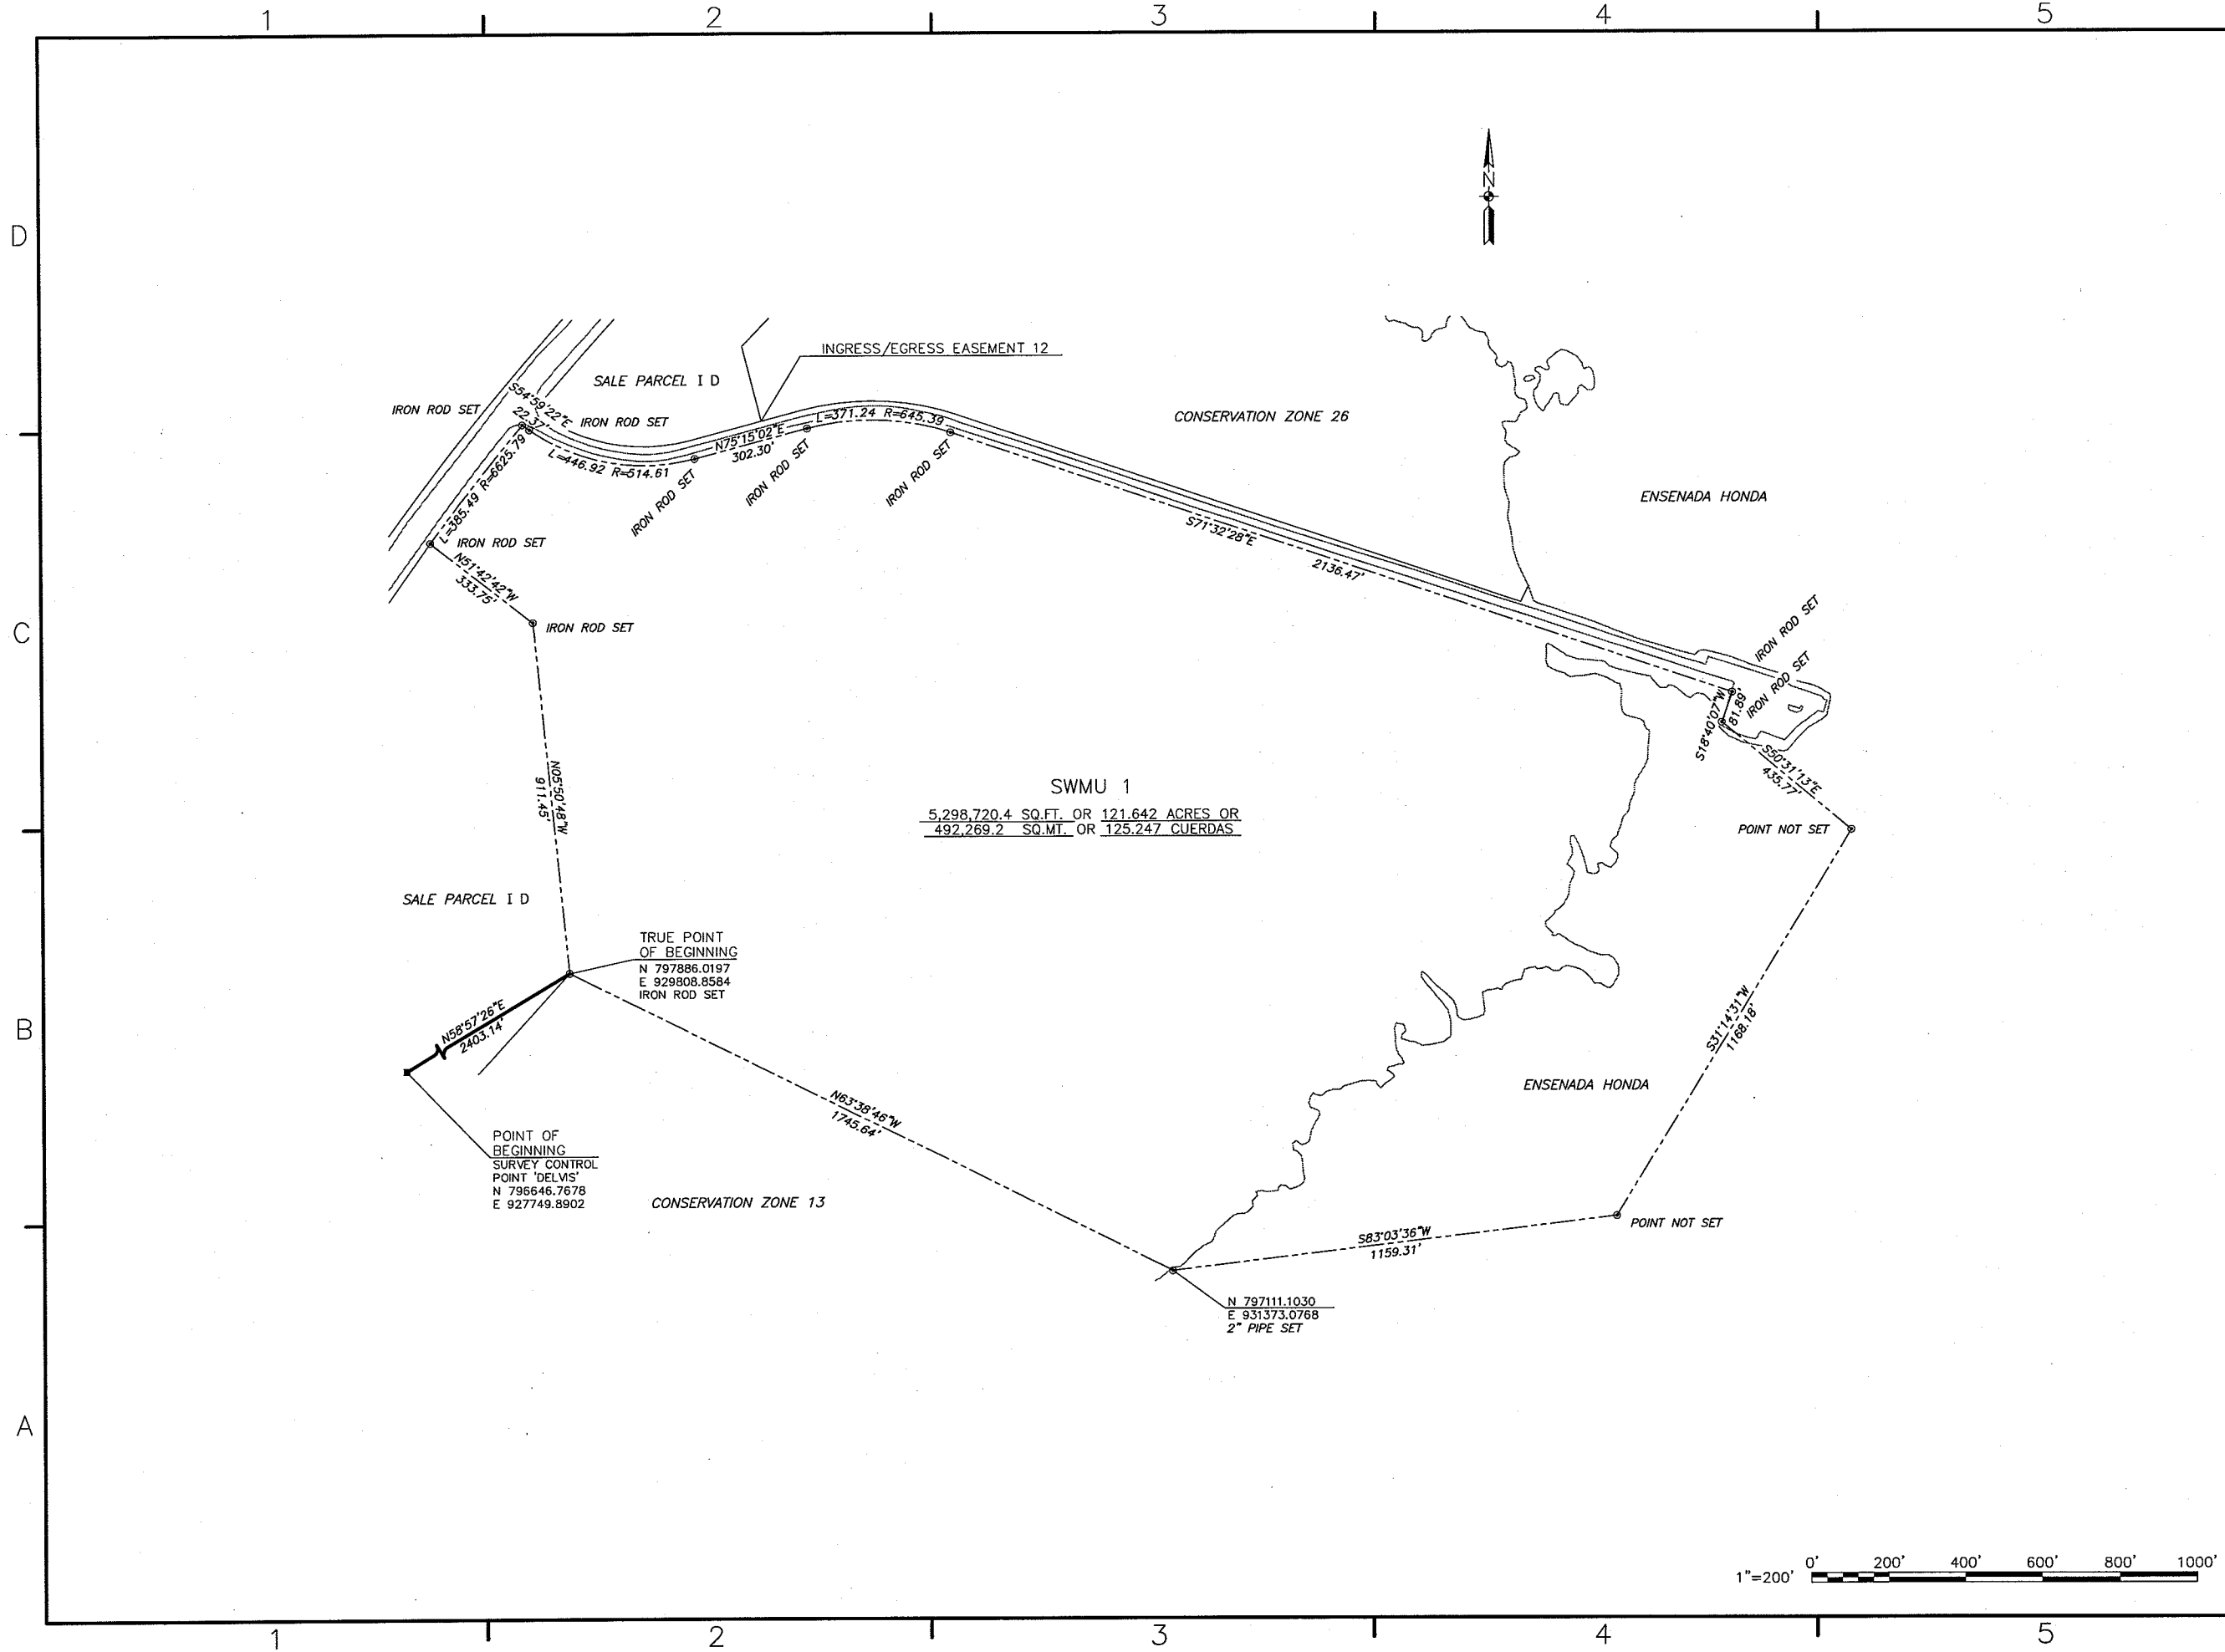 1 2 3 4 5
D
C
B
A
N
INGRESS/EGRESS EASEMENT 12
SALE PARCEL I D
IRON ROD SET
S54°59'22"E
22.37'
IRON ROD SET
L=371.24 R=645.39
CONSERVATION ZONE 26
N75°15'02"E
302.30'
L=446.92 R=514.61
L=385.49 R=6625.79
IRON ROD SET
IRON ROD SET
IRON ROD SET
ENSENADA HONDA
IRON ROD SET
N51°42'42"W
333.75'
S71°32'28"E
2136.47'
IRON ROD SET
IRON ROD SET
IRON ROD SET
S18°40'07"W
81.89'
S50°31'13"E
435.77'
N05°50'48"W
911.45'
SWMU 1
5,298,720.4 SQ.FT. OR 121.642 ACRES OR
492,269.2 SQ.MT. OR 125.247 CUERDAS
POINT NOT SET
SALE PARCEL I D
TRUE POINT
OF BEGINNING
N 797886.0197
E 929808.8584
IRON ROD SET
N58°57'26"E
2403.14'
S31°14'31"W
1168.18'
ENSENADA HONDA
N63°38'46"W
1745.64'
POINT OF
BEGINNING
SURVEY CONTROL
POINT 'DELVIS'
N 796646.7678
E 927749.8902
CONSERVATION ZONE 13
POINT NOT SET
S83°03'36"W
1159.31'
N 797111.1030
E 931373.0768
2" PIPE SET
1"=200'
0' 200' 400' 600' 800' 1000'
1 2 3 4 5